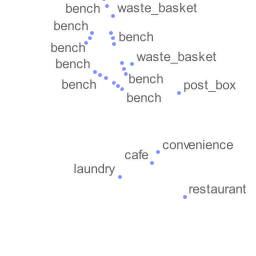 bench waste_basket
bench
bench
bench
waste_basket
bench
bench
bench
post_box
bench
convenience
cafe
laundry
restaurant